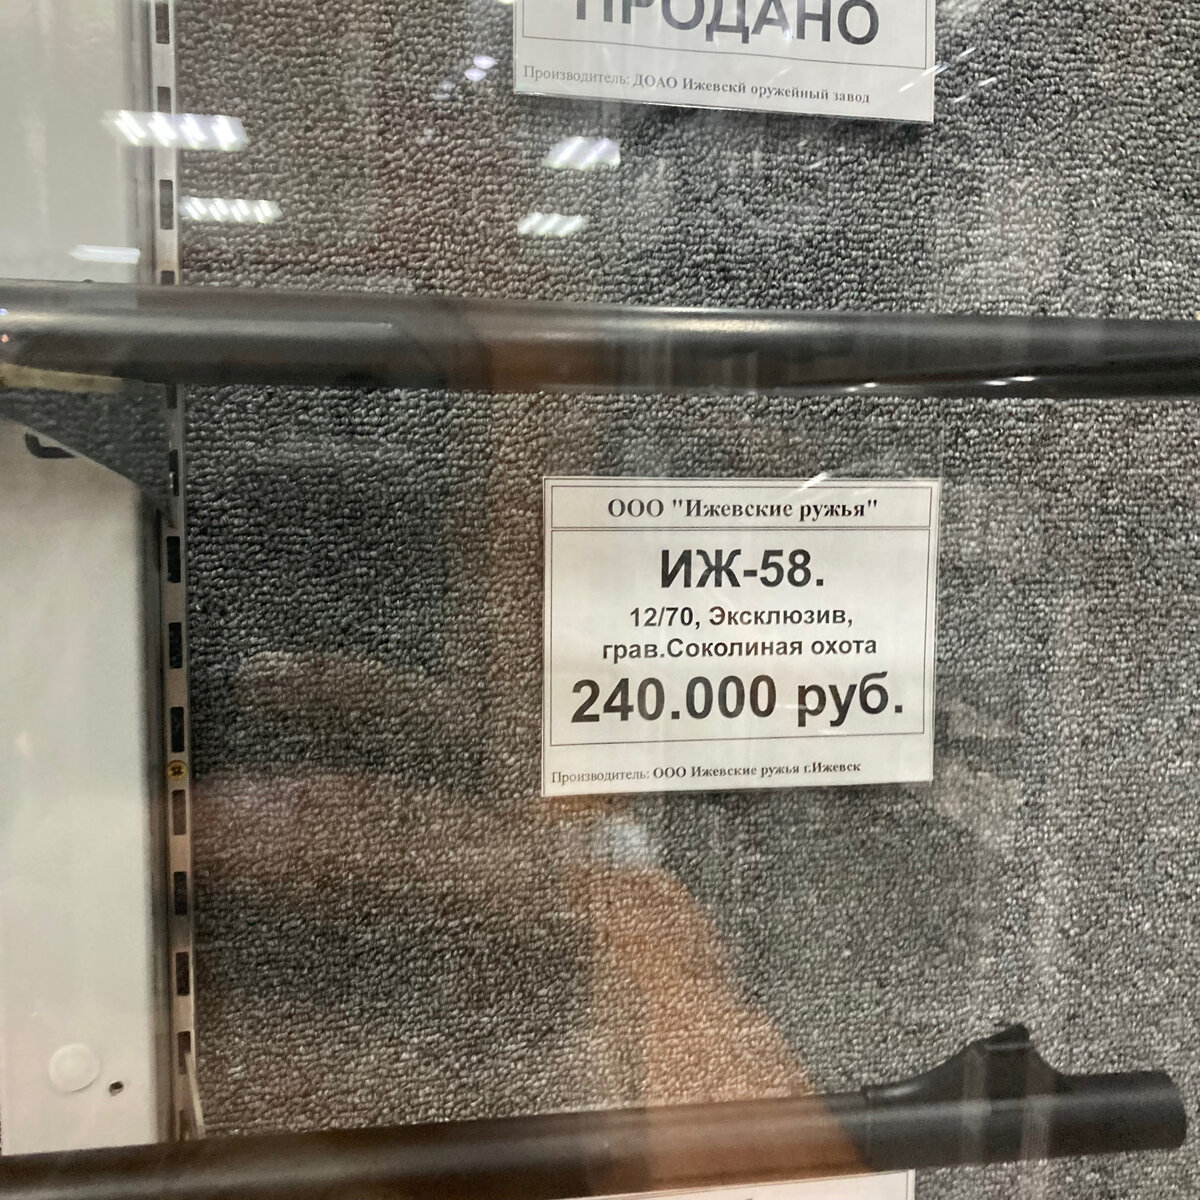 ПРОДАНО
Производитель: ДОАО Ижевскй оружейный завод
ООО "Ижевские ружья"
ИЖ-58.
12/70, Эксклюзив,
грав.Соколиная охота
240.000 руб.
Производитель: ООО Ижевские ружья г.Ижевск